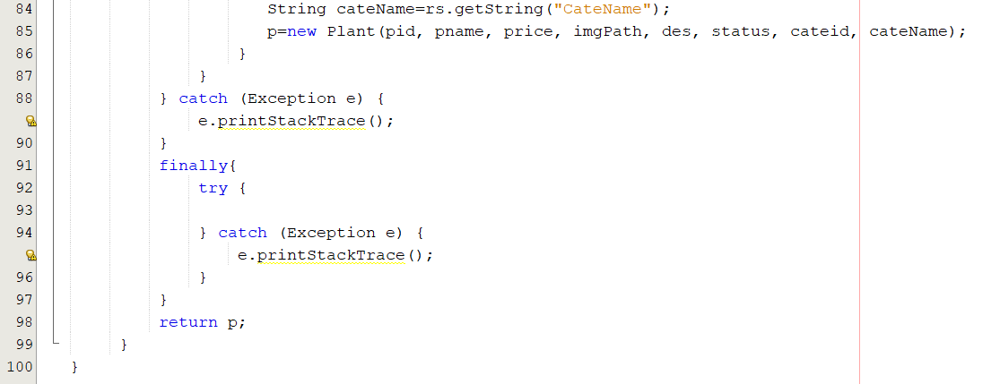 84 String cateName=rs.getString("CateName");
85 p=new Plant(pid, pname, price, imgPath, des, status, cateid, cateName);
86 }
87 }
88 } catch (Exception e) {
e.printStackTrace();
90 }
91 finally{
92 try {
93
94 } catch (Exception e) {
e.printStackTrace();
96 }
97 }
98 return p;
99 }
100 }